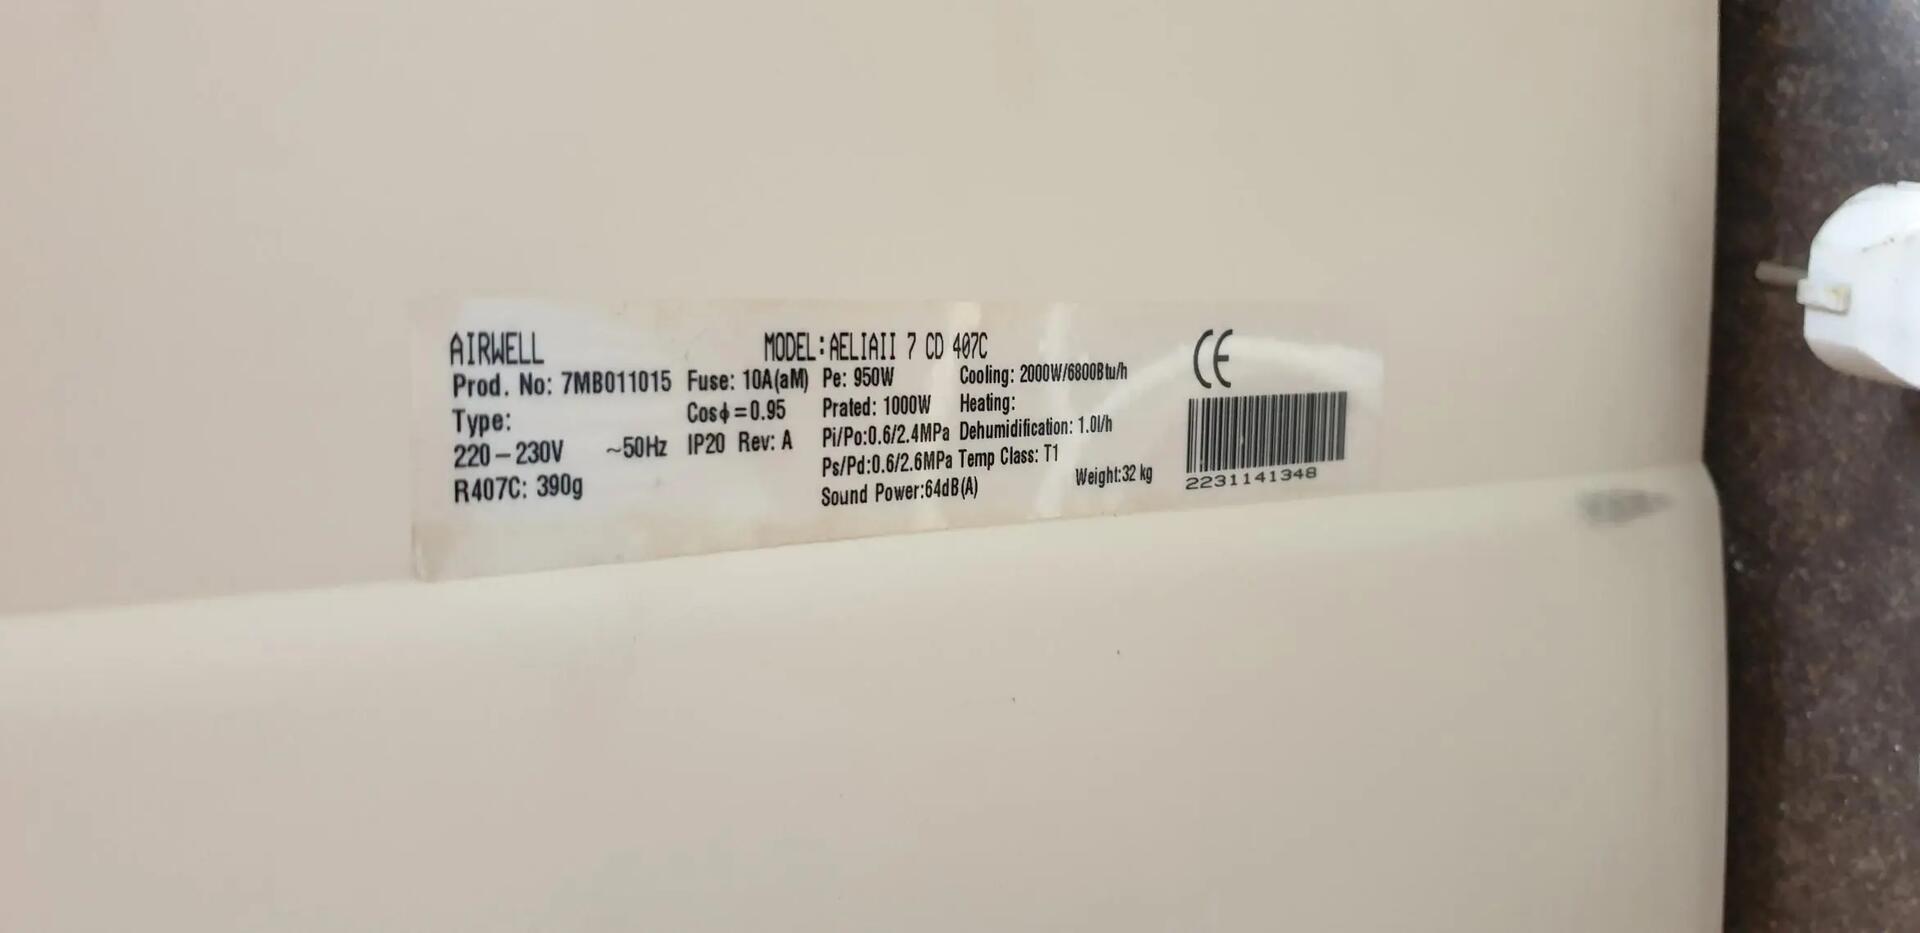 AIRWELL MODEL:AELIAII 7 CD 407C
Prod. No: 7MB011015 Fuse: 10A(aM) Pe: 950W Cooling: 2000W/6800Btu/h
Type: Cosϕ=0.95 Prated: 1000W Heating:
220-230V ~50Hz IP20 Rev: A Pi/Po:0.6/2.4MPa Dehumidification: 1.0l/h
R407C: 390g Ps/Pd:0.6/2.6MPa Temp Class: T1
Sound Power:64dB(A) Weight:32 kg
CE
2231141348